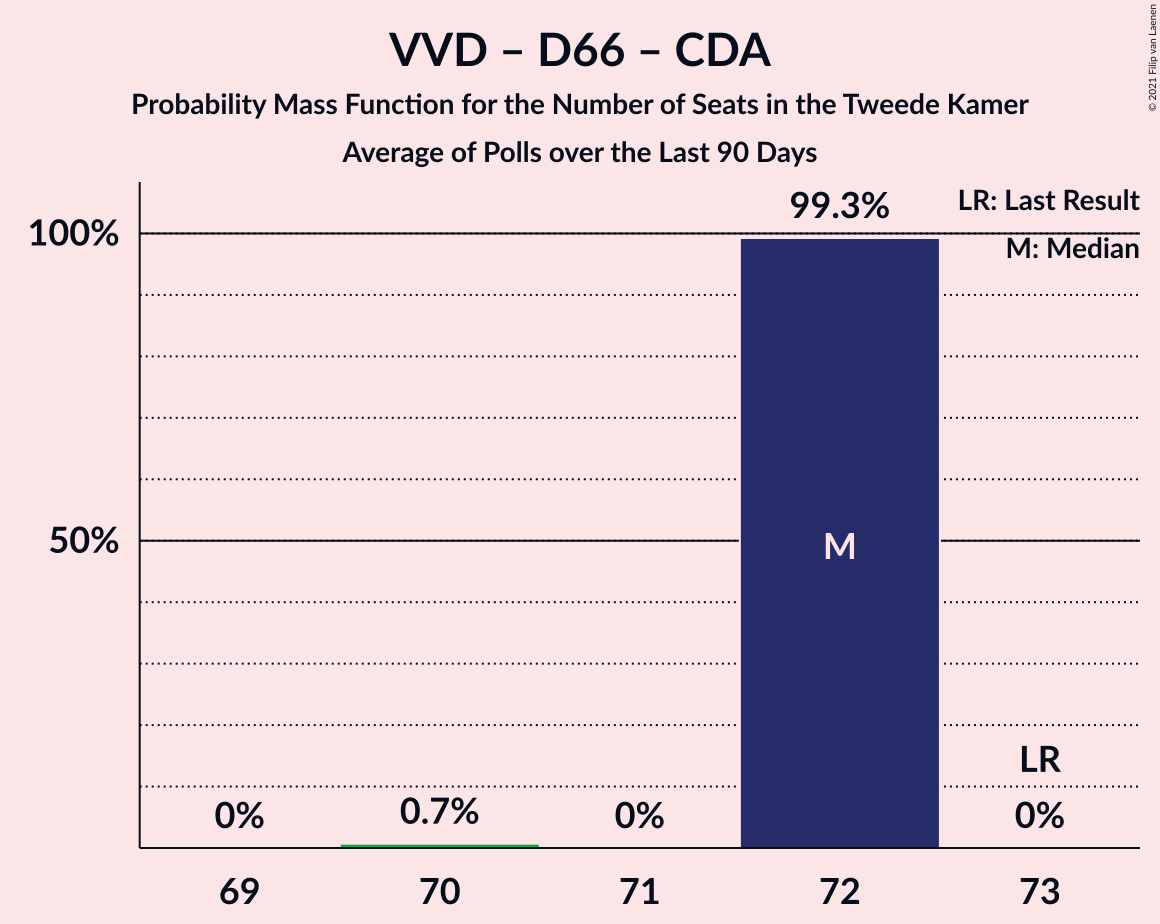 VVD – D66 – CDA
Probability Mass Function for the Number of Seats in the Tweede Kamer
Average of Polls over the Last 90 Days
© 2021 Filip van Laenen
99.3%
LR: Last Result
100%
M: Median
50%
M
LR
0%
0.7%
0%
0%
69
70
71
72
73